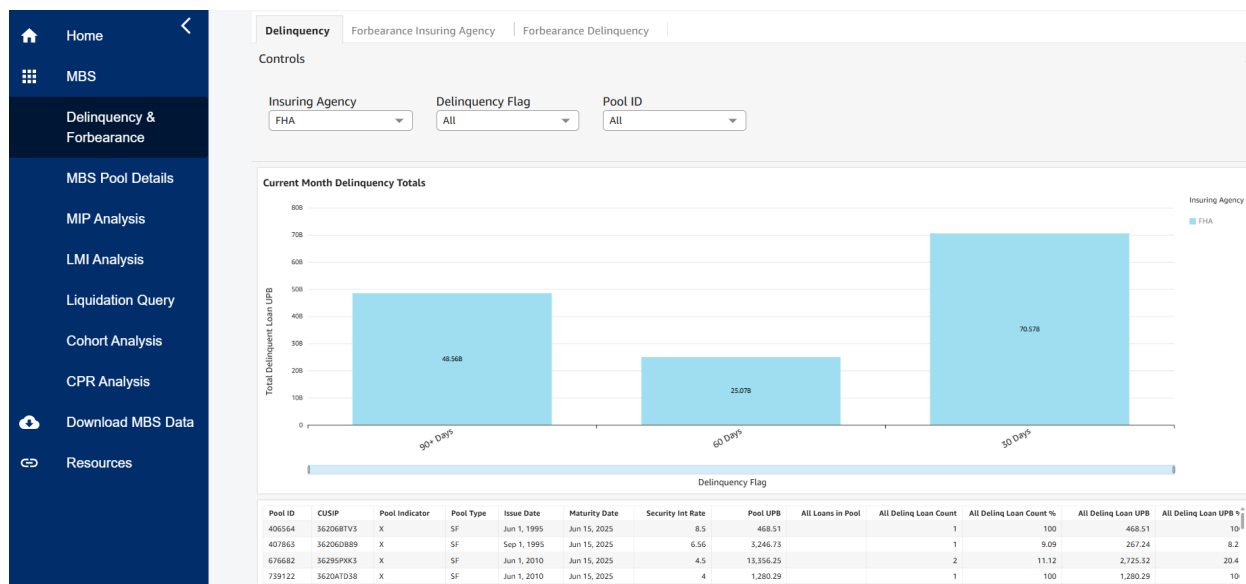 Home
MBS
Delinquency &
Forbearance
MBS Pool Details
MIP Analysis
LMI Analysis
Liquidation Query
Cohort Analysis
CPR Analysis
Download MBS Data
Resources
Delinquency Forbearance Insuring Agency Forbearance Delinquency
Controls
Insuring Agency Delinquency Flag Pool ID
FHA All All
Current Month Delinquency Totals
Insuring Agency
FHA
80B
70B
60B
50B
40B
30B
20B
10B
0
Total Delinquent Loan UPB
48.56B
25.07B
70.57B
90+ Days 60 Days 30 Days
Delinquency Flag
Pool ID CUSIP Pool Indicator Pool Type Issue Date Maturity Date Security Int Rate Pool UPB All Loans in Pool All Delinq Loan Count All Delinq Loan Count % All Delinq Loan UPB All Delinq Loan UPB %
406564 36206BTV3 X SF Jun 1, 1995 Jun 15, 2025 8.5 468.51 1 100 468.51 10
407863 36206DB89 X SF Sep 1, 1995 Jun 15, 2025 6.56 3,246.73 1 9.09 267.24 8.2
676682 36295PXK3 X SF Jun 1, 2010 Jun 15, 2025 4.5 13,356.25 2 11.12 2,725.32 20.4
739122 3620ATD38 X SF Jun 1, 2010 Jun 15, 2025 4 1,280.29 1 100 1,280.29 10